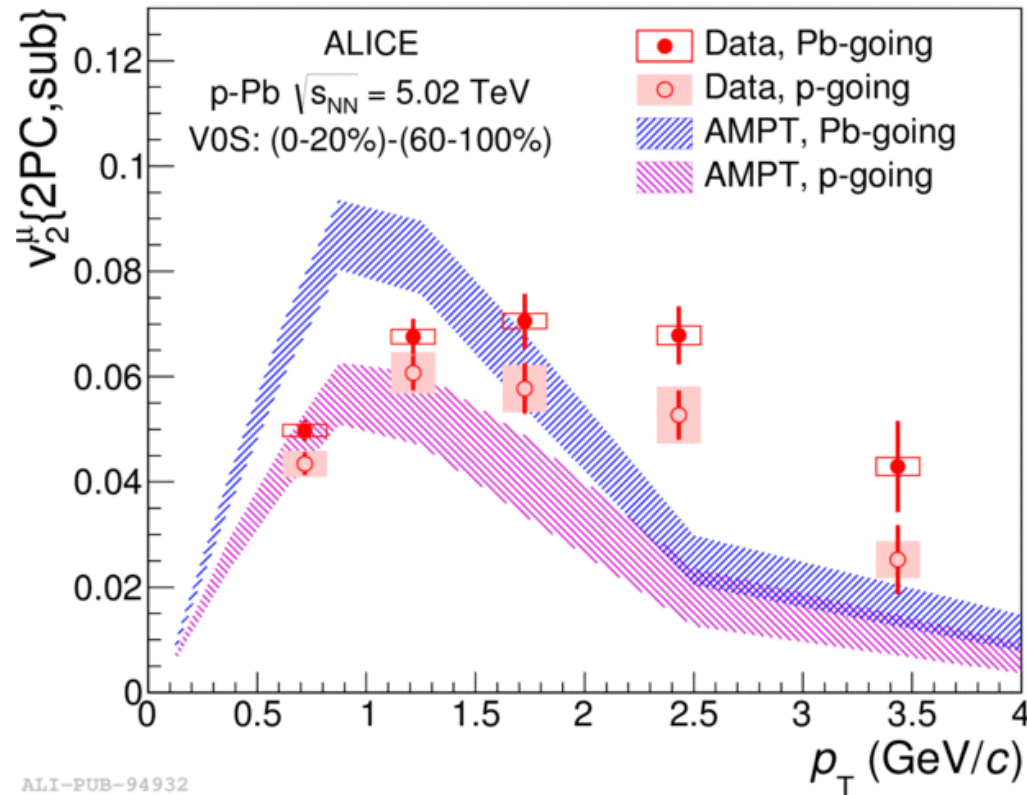 ALICE
p-Pb √sNN = 5.02 TeV
V0S: (0-20%)-(60-100%)
Data, Pb-going
Data, p-going
AMPT, Pb-going
AMPT, p-going
v2μ{2PC,sub}
0.12
0.1
0.08
0.06
0.04
0.02
0
0 0.5 1 1.5 2 2.5 3 3.5 4
pT (GeV/c)
ALI-PUB-94932